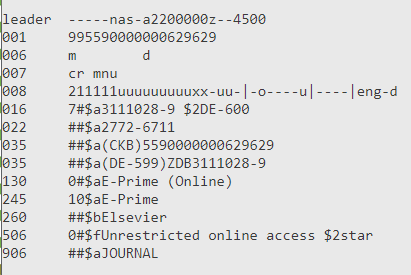 leader -----nas-a2200000z--4500
001 995590000000629629
006 m d
007 cr mnu
008 211111uuuuuuuuuxx-uu-|-o----u|----|eng-d
016 7#$a3111028-9 $2DE-600
022 ##$a2772-6711
035 ##$a(CKB)5590000000629629
035 ##$a(DE-599)ZDB3111028-9
130 0#$aE-Prime (Online)
245 10$aE-Prime
260 ##$bElsevier
506 0#$fUnrestricted online access $2star
906 ##$aJOURNAL